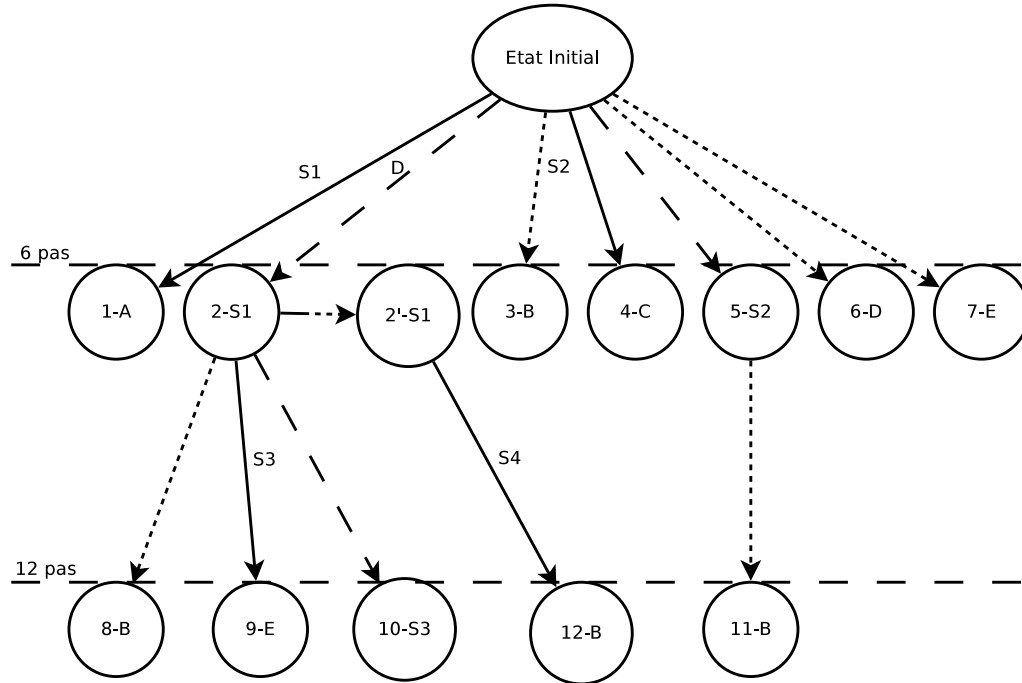 Etat Initial
S1
D
S2
6 pas
1-A
2-S1
2'-S1
3-B
4-C
5-S2
6-D
7-E
S3
S4
12 pas
8-B
9-E
10-S3
12-B
11-B